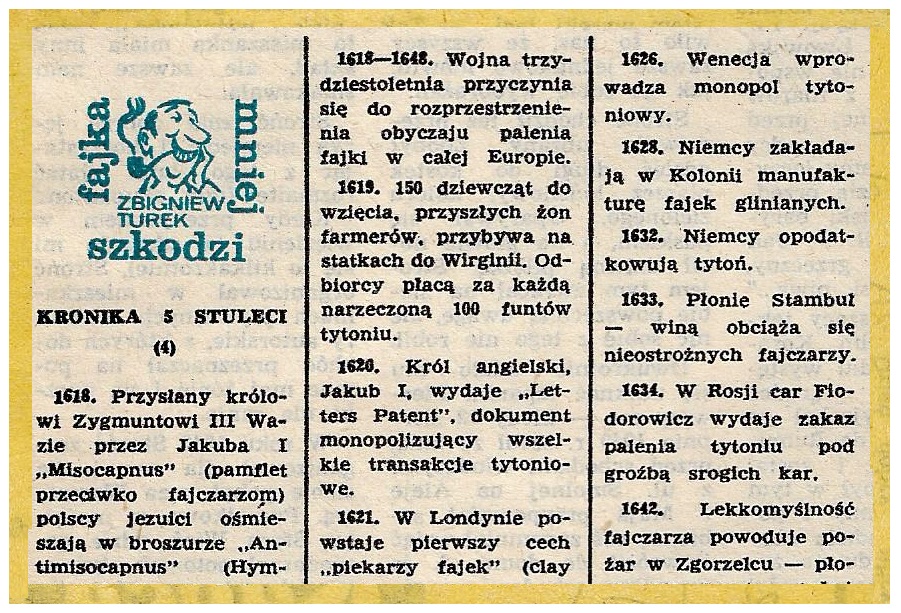 fajka
mniej
ZBIGNIEW
TUREK
szkodzi
KRONIKA 5 STULECI
(4)
1618. Przysłany królo-
wi Zygmuntowi III Wa-
zie przez Jakuba I
„Misocapnus” (pamflet
przeciwko fajczarzom)
polscy jezuici ośmie-
szają w broszurze „An-
timisocapnus” (Hym-
1618—1648. Wojna trzy-
dziestoletnia przyczynia
się do rozprzestrzenie-
nia obyczaju palenia
fajki w całej Europie.
1619. 150 dziewcząt do
wzięcia, przyszłych żon
farmerów, przybywa na
statkach do Wirginii. Od-
biorcy płacą za każdą
narzeczoną 100 funtów
tytoniu.
1620. Król angielski,
Jakub I, wydaje „Let-
ters Patent”, dokument
monopolizujący wszel-
kie transakcje tytonio-
we.
1621. W Londynie po-
wstaje pierwszy cech
„piekarzy fajek” (clay
1626. Wenecja wpro-
wadza monopol tyto-
niowy.
1628. Niemcy zakłada-
ją w Kolonii manufak-
turę fajek glinianych.
1632. Niemcy opodat-
kowują tytoń.
1633. Płonie Stambuł
— winą obciąża się
nieostrożnych fajczarzy.
1634. W Rosji car Fio-
dorowicz wydaje zakaz
palenia tytoniu pod
groźbą srogich kar.
1642. Lekkomyślność
fajczarza powoduje po-
żar w Zgorzelcu — pło-